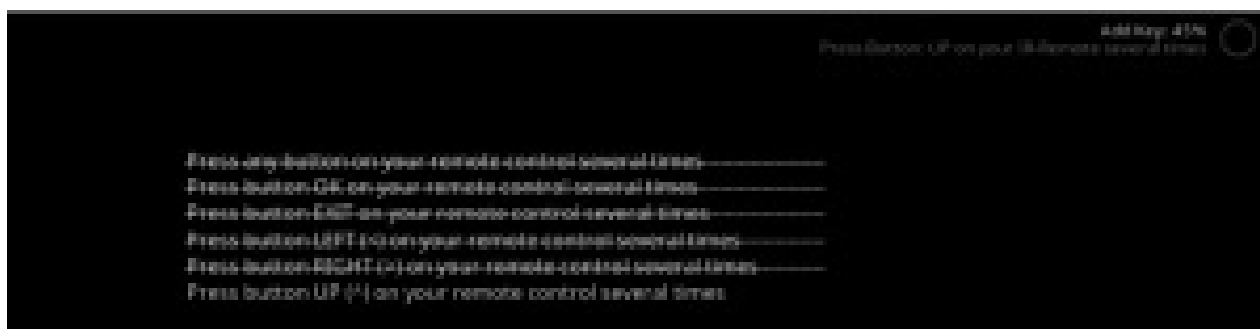 Add Key: 45%
Press Button: UP on your IR-Remote several times
Press any button on your remote control several times
Press button OK on your remote control several times
Press button EXIT on your remote control several times
Press button LEFT (<) on your remote control several times
Press button RIGHT (>) on your remote control several times
Press button UP (^) on your remote control several times